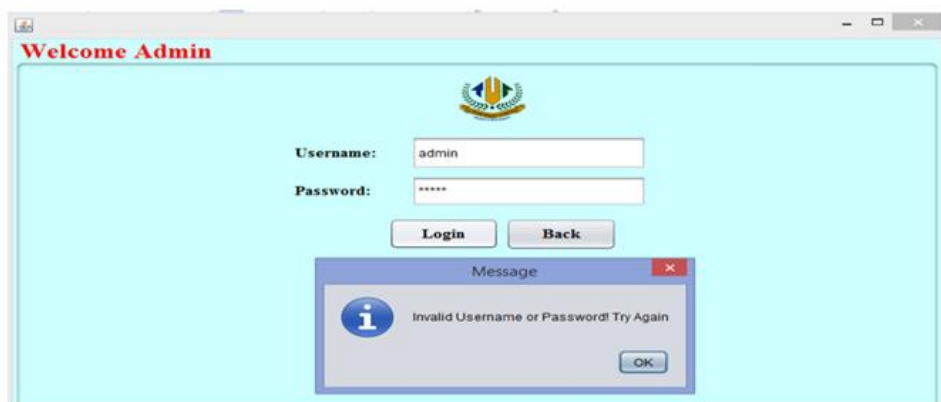 Welcome Admin
Username: admin
Password: *****
Login Back
Message
Invalid Username or Password! Try Again
OK